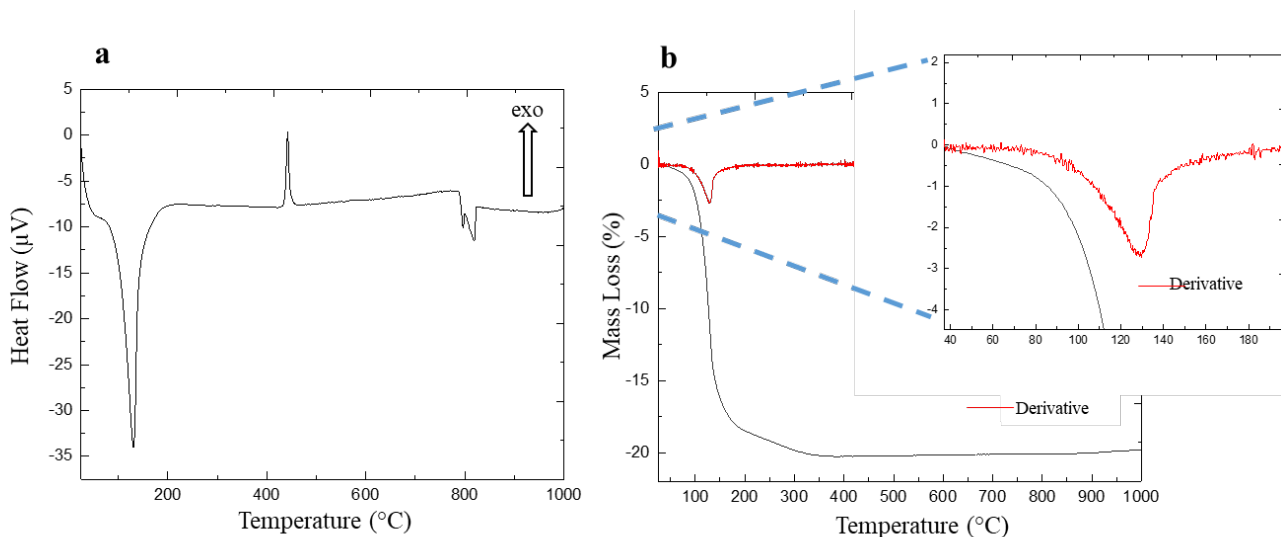 a
exo
5
0
-5
-10
-15
-20
-25
-30
-35
Heat Flow (µV)
200 400 600 800 1000
Temperature (°C)
b
5
0
-5
-10
-15
-20
Mass Loss (%)
100 200 300 400 500 600 700 800 900 1000
Temperature (°C)
Derivative
2
1
0
-1
-2
-3
-4
40 60 80 100 120 140 160 180
Derivative